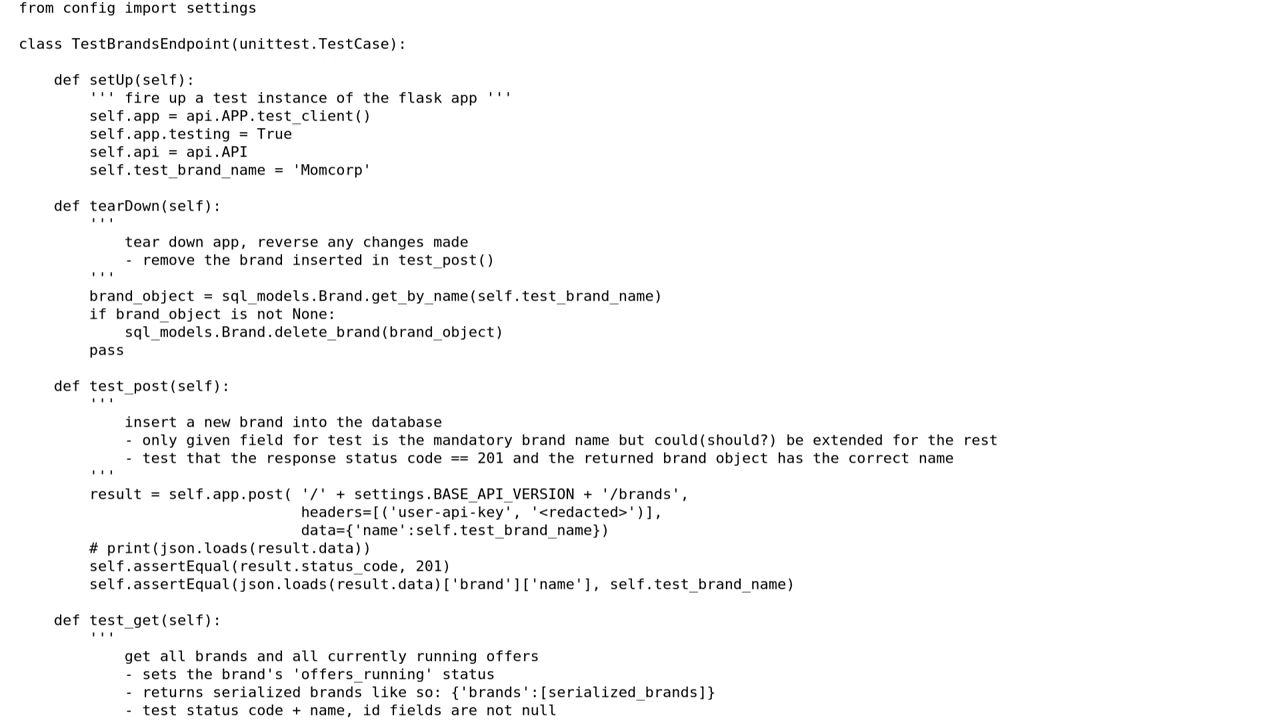 from config import settings
class TestBrandsEndpoint(unittest.TestCase):
def setUp(self):
''' fire up a test instance of the flask app '''
self.app = api.APP.test_client()
self.app.testing = True
self.api = api.API
self.test_brand_name = 'Momcorp'
def tearDown(self):
'''
tear down app, reverse any changes made
- remove the brand inserted in test_post()
'''
brand_object = sql_models.Brand.get_by_name(self.test_brand_name)
if brand_object is not None:
sql_models.Brand.delete_brand(brand_object)
pass
def test_post(self):
'''
insert a new brand into the database
- only given field for test is the mandatory brand name but could(should?) be extended for the rest
- test that the response status code == 201 and the returned brand object has the correct name
'''
result = self.app.post( '/' + settings.BASE_API_VERSION + '/brands',
headers=[('user-api-key', '<redacted>')],
data={'name':self.test_brand_name})
# print(json.loads(result.data))
self.assertEqual(result.status_code, 201)
self.assertEqual(json.loads(result.data)['brand']['name'], self.test_brand_name)
def test_get(self):
'''
get all brands and all currently running offers
- sets the brand's 'offers_running' status
- returns serialized brands like so: {'brands':[serialized_brands]}
- test status code + name, id fields are not null